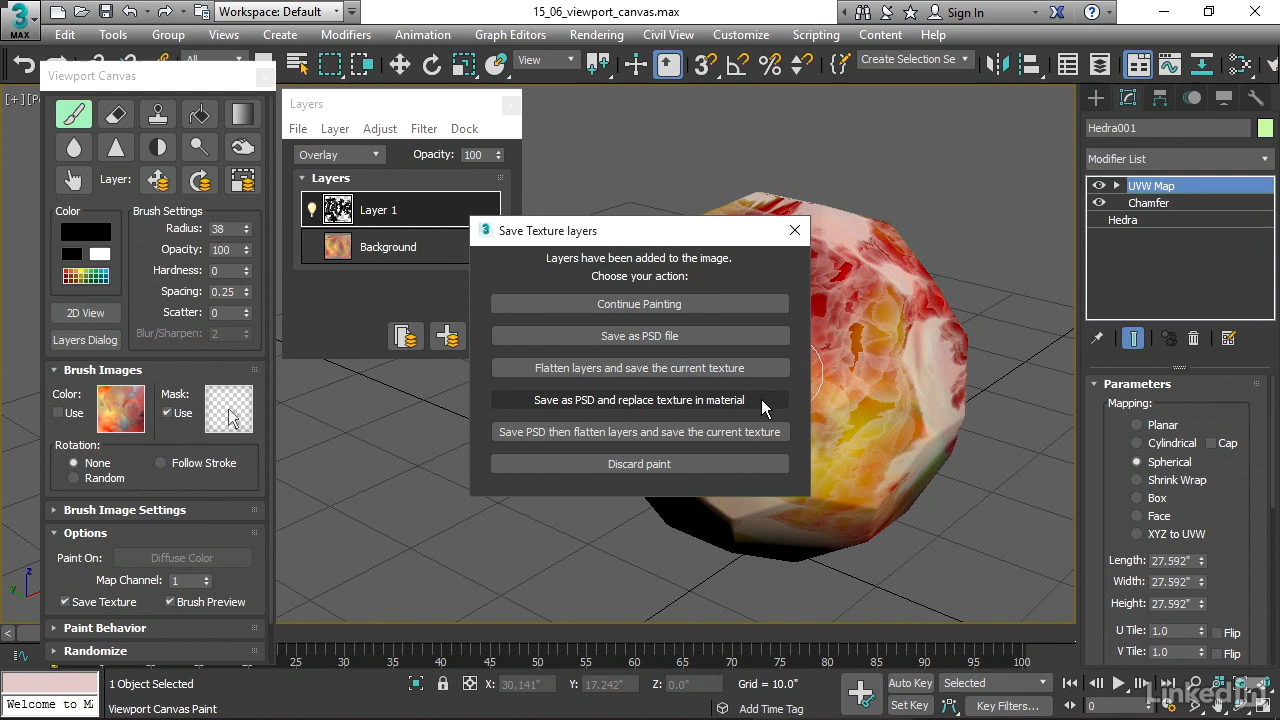 3
MAX
Workspace: Default
15_06_viewport_canvas.max
Sign In
Edit
Tools
Group
Views
Create
Modifiers
Animation
Graph Editors
Rendering
Civil View
Customize
Scripting
Content
Help
All
View
Create Selection Se
Viewport Canvas
Layer:
Color
Brush Settings
Radius: 38
Opacity: 100
Hardness: 0
Spacing: 0.25
Scatter: 0
Blur/Sharpen: 2
2D View
Layers Dialog
Brush Images
Color:
Use
Mask:
Use
Rotation:
None
Follow Stroke
Random
Brush Image Settings
Options
Paint On: Diffuse Color
Map Channel: 1
Save Texture
Brush Preview
Paint Behavior
Randomize
Layers
File
Layer
Adjust
Filter
Dock
Overlay
Opacity: 100
Layers
Layer 1
Background
Save Texture layers
Layers have been added to the image.
Choose your action:
Continue Painting
Save as PSD file
Flatten layers and save the current texture
Save as PSD and replace texture in material
Save PSD then flatten layers and save the current texture
Discard paint
Hedra001
Modifier List
UVW Map
Chamfer
Hedra
Parameters
Mapping:
Planar
Cylindrical
Cap
Spherical
Shrink Wrap
Box
Face
XYZ to UVW
Length: 27.592"
Width: 27.592"
Height: 27.592"
U Tile: 1.0
Flip
V Tile: 1.0
Flip
z
y
25
30
35
40
45
50
55
60
65
70
75
80
85
90
95
100
1 Object Selected
X: 30.141"
Y: 17.242"
Z: 0.0"
Grid = 10.0"
Auto Key
Selected
Welcome to M
Viewport Canvas Paint
Add Time Tag
Set Key
Key Filters...
0
LinkedIn